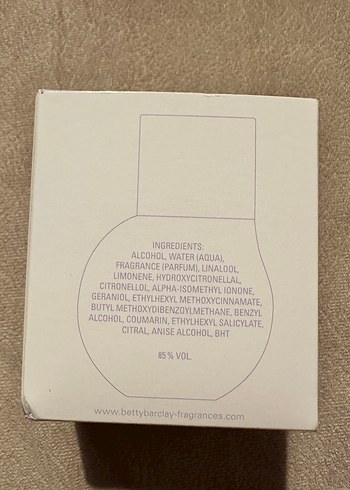 INGREDIENTS:
ALCOHOL, WATER (AQUA),
FRAGRANCE (PARFUM), LINALOOL,
LIMONENE, HYDROXYCITRONELLAL,
CITRONELLOL, ALPHA-ISOMETHYL IONONE,
GERANIOL, ETHYLHEXYL METHOXYCINNAMATE,
BUTYL METHOXYDIBENZOYLMETHANE, BENZYL
ALCOHOL, COUMARIN, ETHYLHEXYL SALICYLATE,
CITRAL, ANISE ALCOHOL, BHT
85 % VOL.
www.bettybarclay-fragrances.com